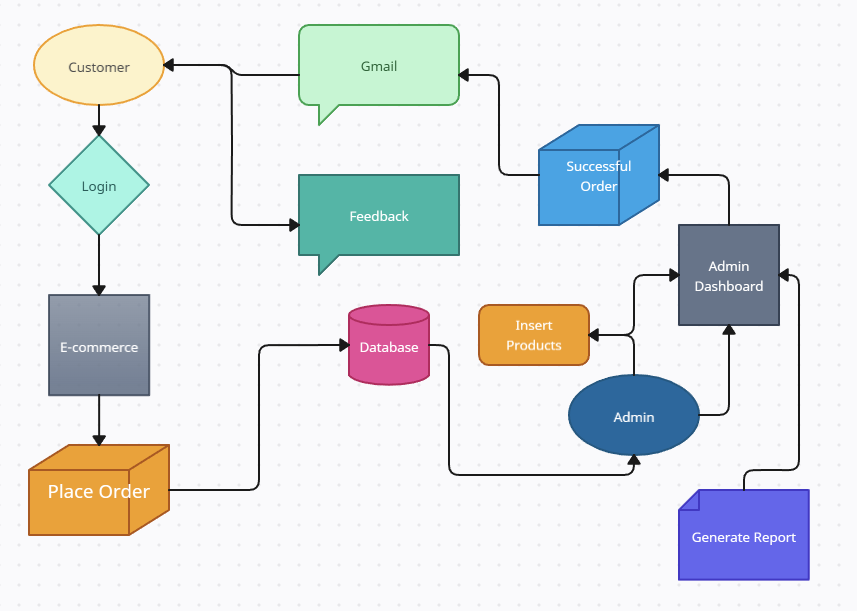 Customer
Gmail
Successful
Order
Login
Feedback
Admin
Dashboard
E-commerce
Database
Insert
Products
Admin
Place Order
Generate Report